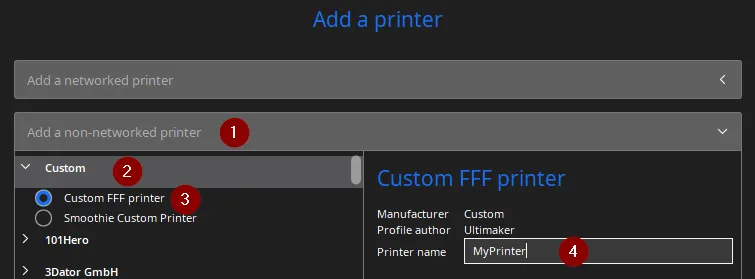 Add a printer
Add a networked printer
Add a non-networked printer 1
Custom 2
Custom FFF printer 3
Smoothie Custom Printer
101Hero
3Dator GmbH
Custom FFF printer
Manufacturer Custom
Profile author Ultimaker
Printer name MyPrinter 4